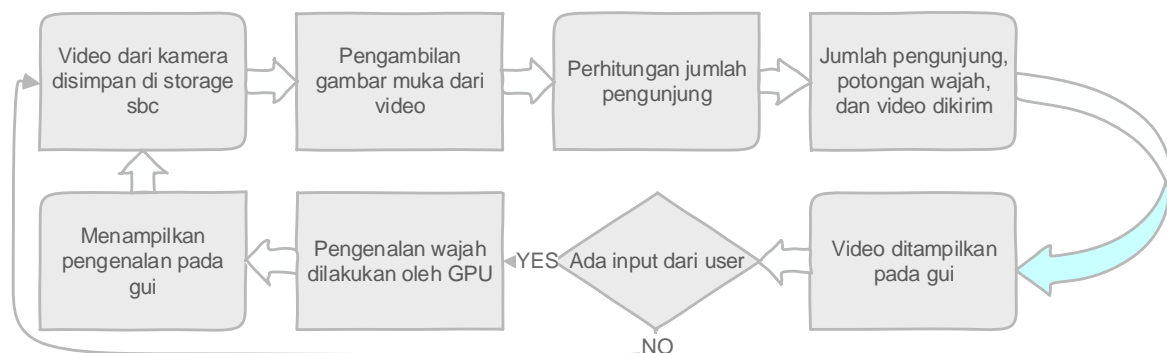 Video dari kamera
disimpan di storage
sbc
Pengambilan
gambar muka dari
video
Perhitungan jumlah
pengunjung
Jumlah pengunjung,
potongan wajah,
dan video dikirim
Video ditampilkan
pada gui
Ada input dari user
YES
Pengenalan wajah
dilakukan oleh GPU
Menampilkan
pengenalan pada
gui
NO